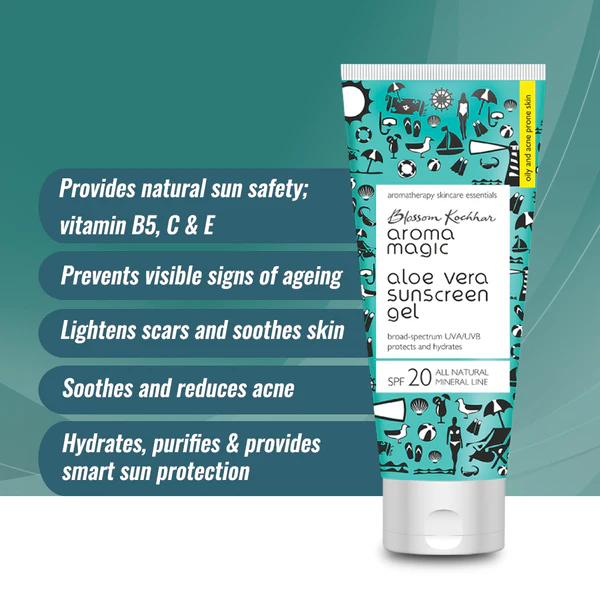 Provides natural sun safety;
vitamin B5, C & E
Prevents visible signs of ageing
Lightens scars and soothes skin
Soothes and reduces acne
Hydrates, purifies & provides
smart sun protection
oily and acne prone skin
aromatherapy skincare essentials
Blossom Kochhar
aroma
magic
aloe vera
sunscreen
gel
broad-spectrum UVA/UVB
protects and hydrates
SPF 20 ALL NATURAL
MINERAL LINE